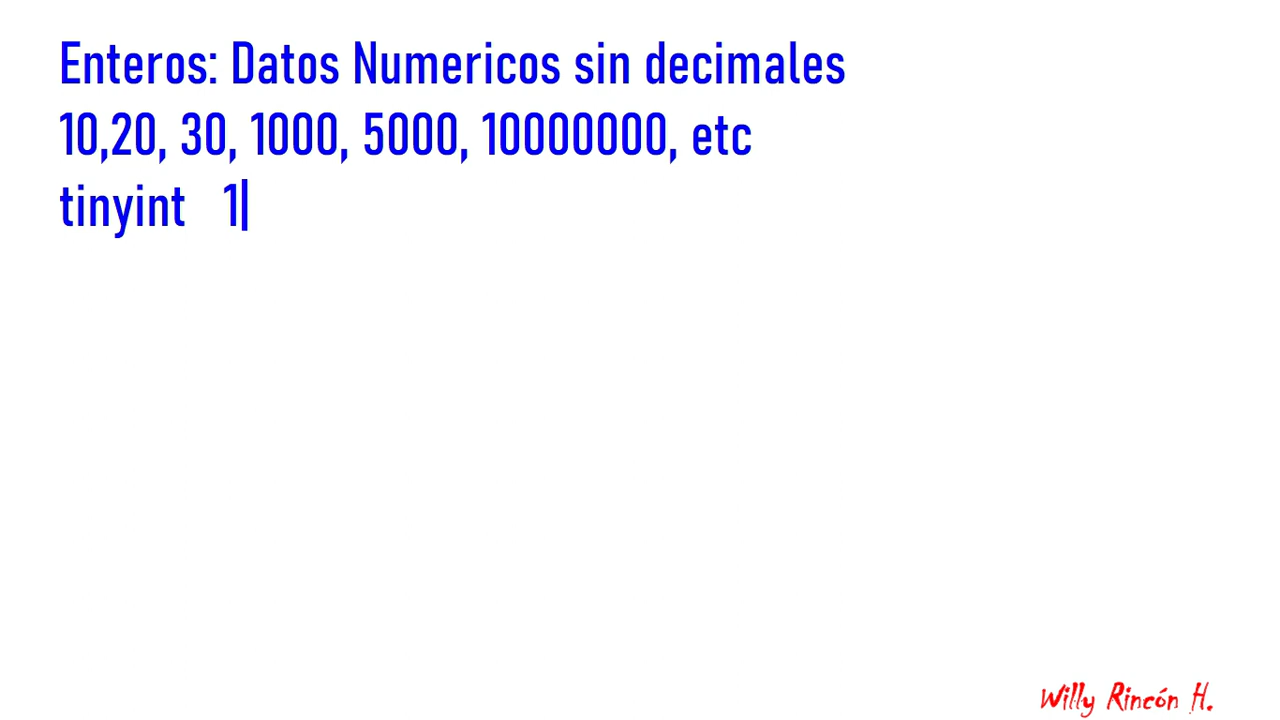 Enteros: Datos Numericos sin decimales
10,20, 30, 1000, 5000, 10000000, etc
tinyint   1
Willy Rincón H.